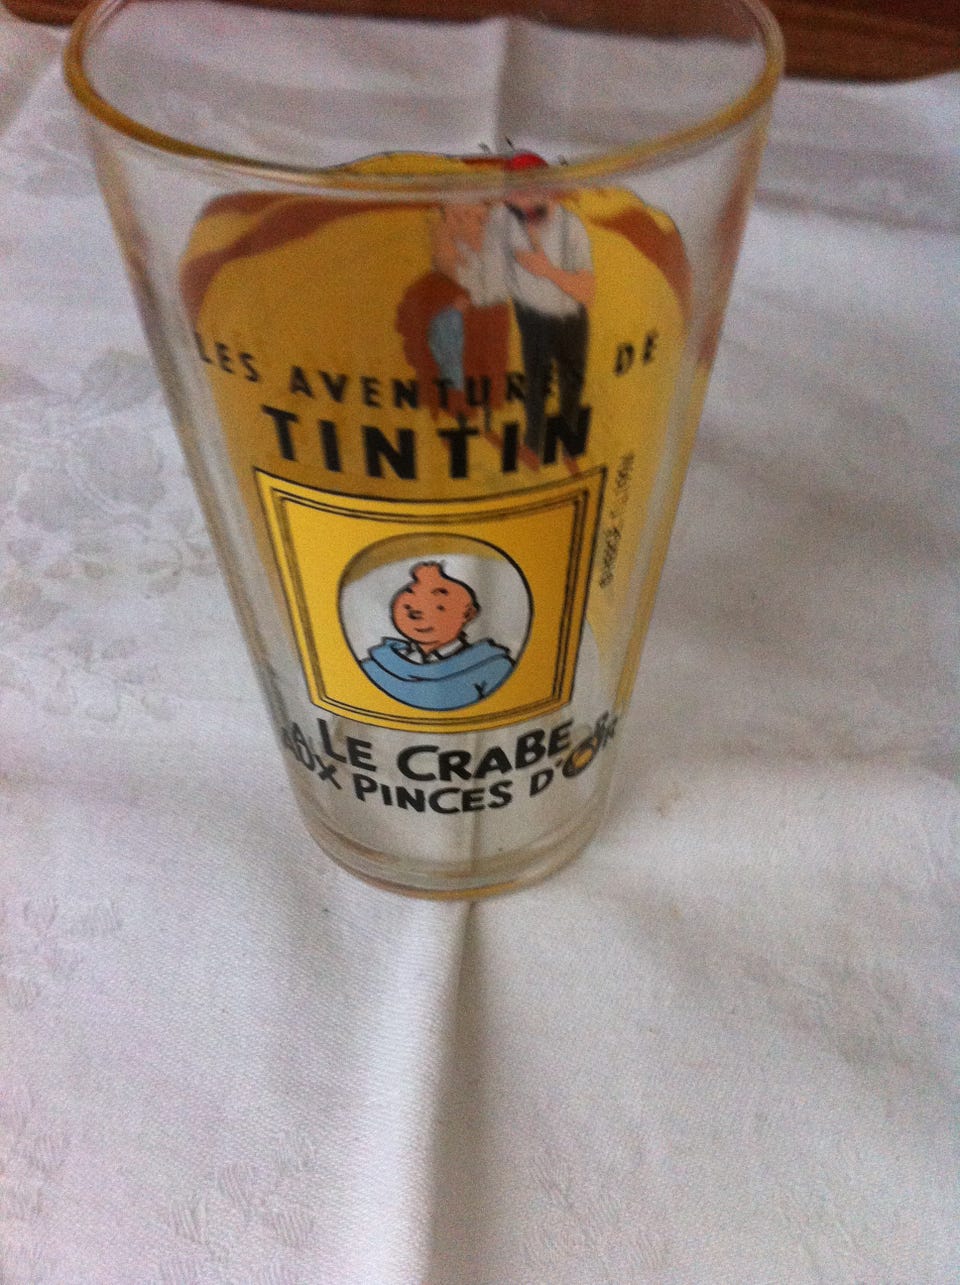 LES AVENTURES DE
TINTIN
LE CRABE
AUX PINCES D'OR